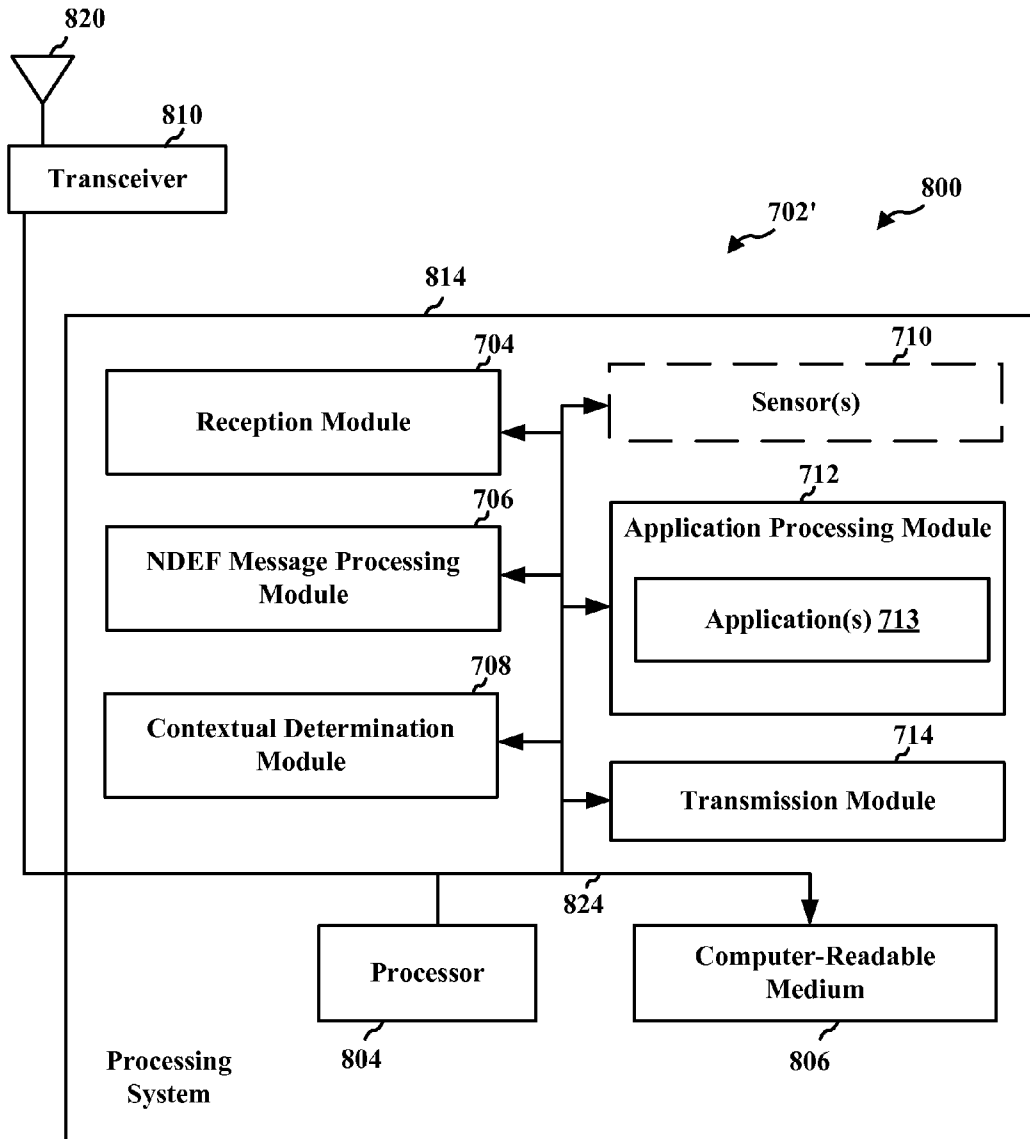 820
810
Transceiver
800
702'
814
704
Reception Module
710
Sensor(s)
706
NDEF Message Processing
Module
712
Application Processing Module
Application(s) 713
708
Contextual Determination
Module
714
Transmission Module
824
Processor
804
Computer-Readable
Medium
806
Processing
System